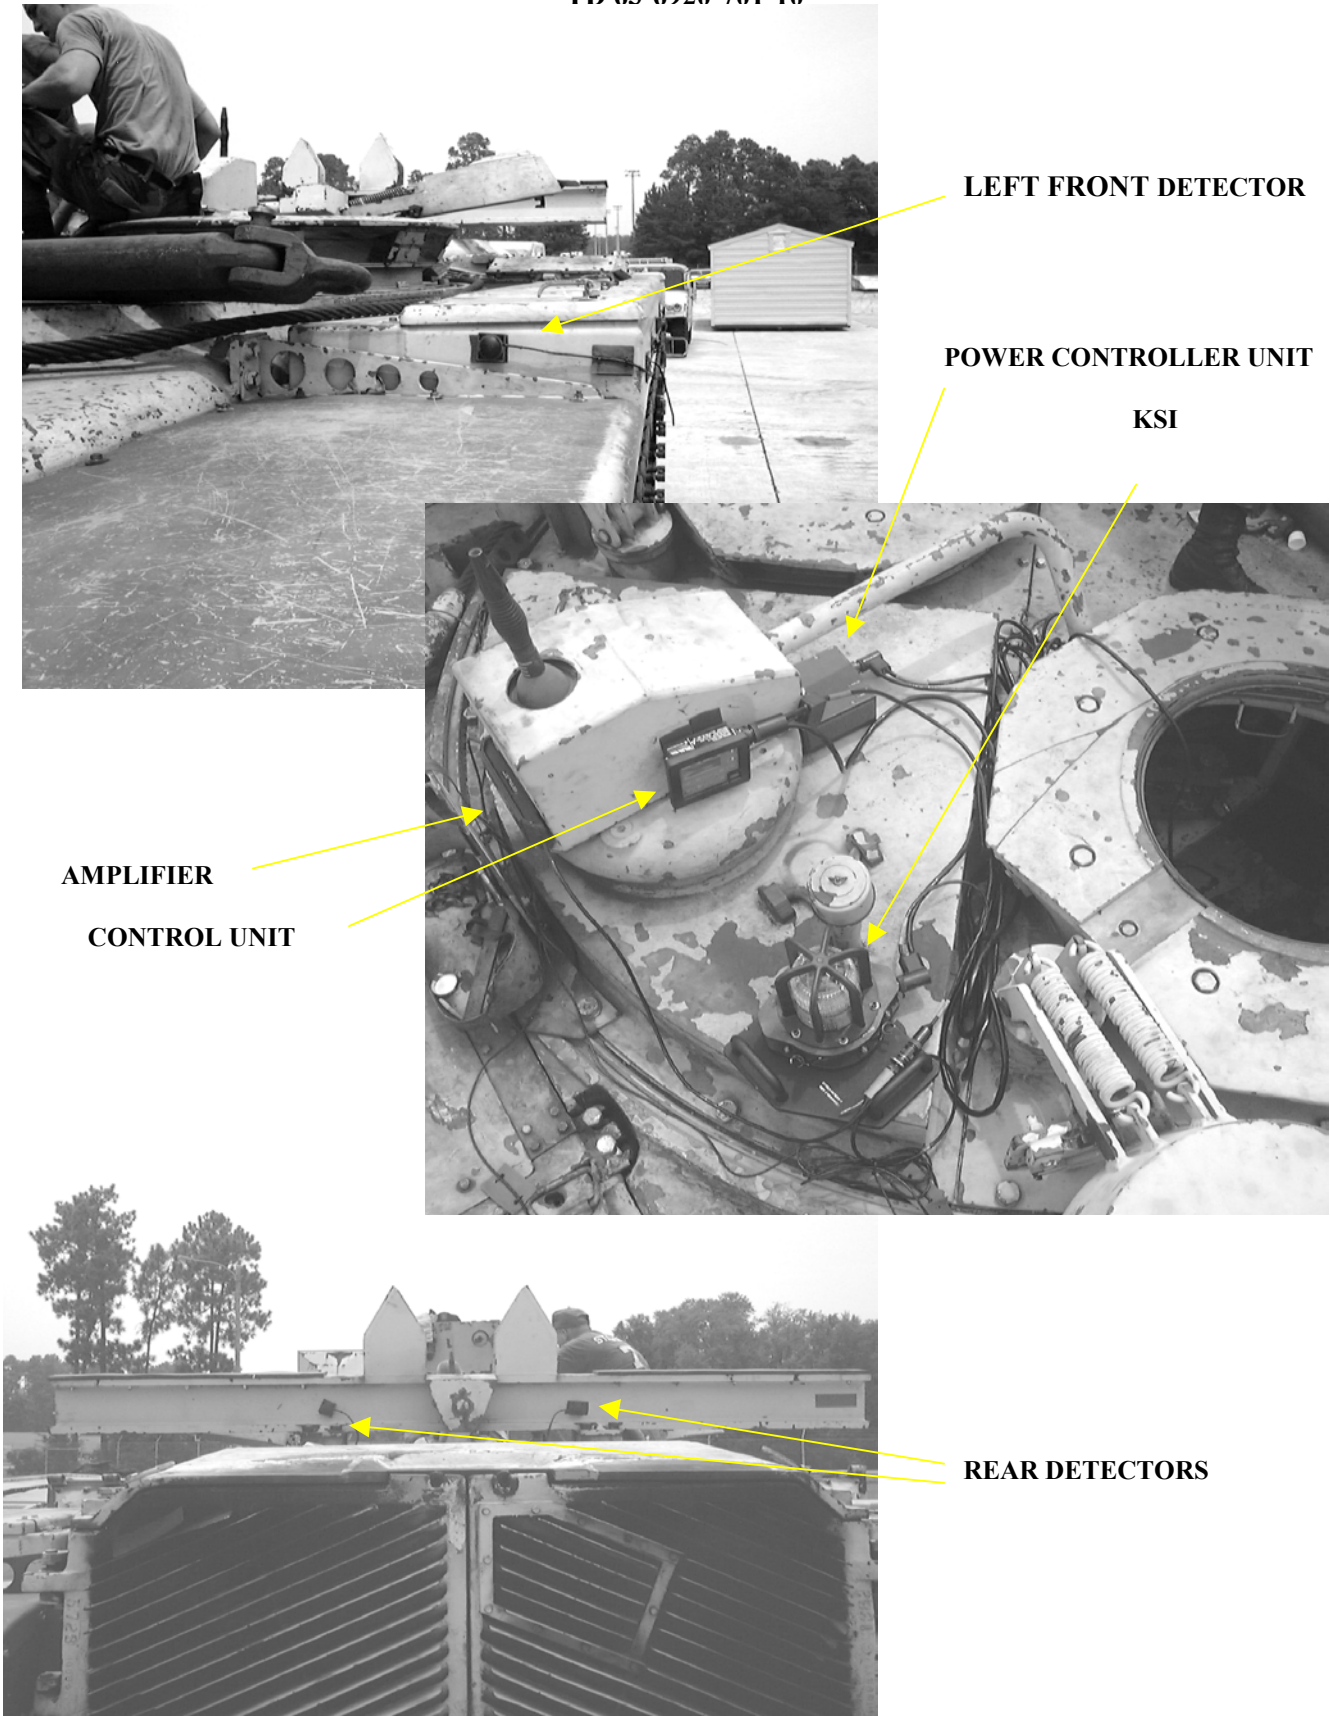 LEFT FRONT DETECTOR
POWER CONTROLLER UNIT
KSI
AMPLIFIER
CONTROL UNIT
REAR DETECTORS